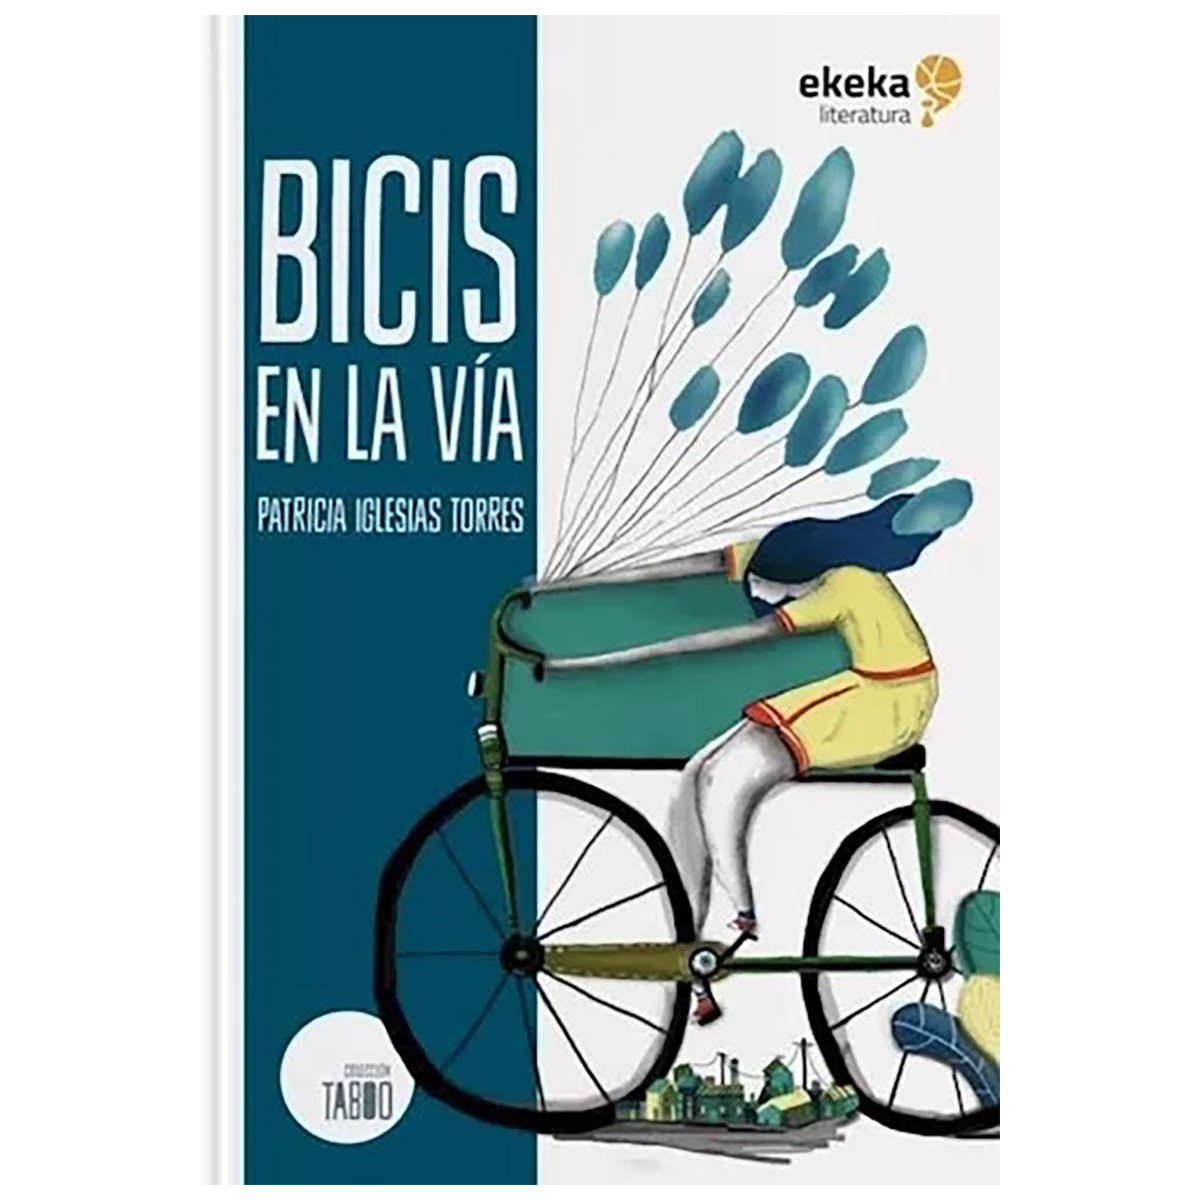 ekeka
literatura
BICIS
EN LA VÍA
PATRICIA IGLESIAS TORRES
COLECCIÓN
TABOO